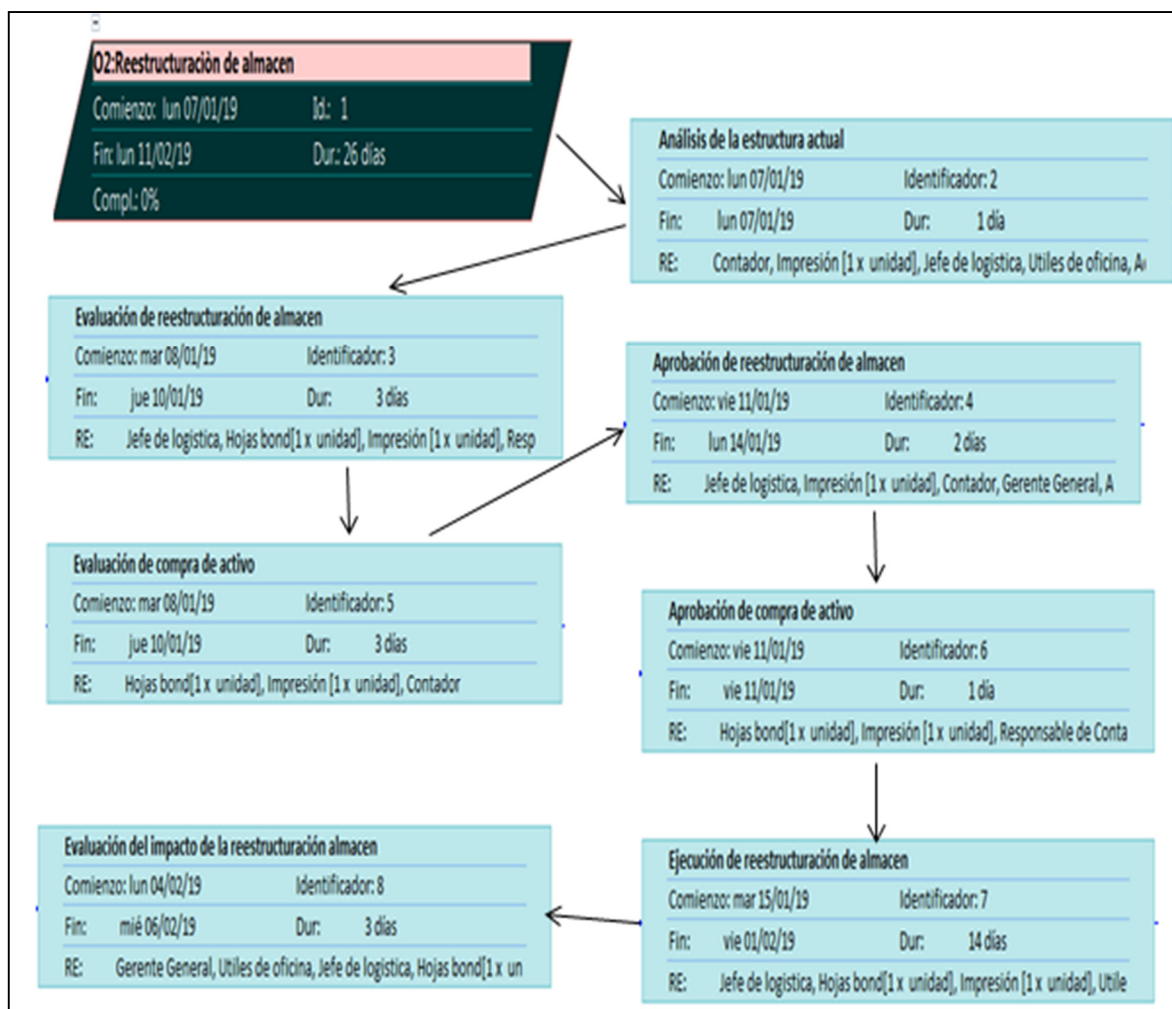 O2:Reestructuraciòn de almacen
Comienzo: lun 07/01/19 Id.: 1
Fin: lun 11/02/19 Dur.: 26 días
Compl.: 0%
Análisis de la estructura actual
Comienzo: lun 07/01/19 Identificador: 2
Fin: lun 07/01/19 Dur: 1 día
RE: Contador, Impresión [1 x unidad], Jefe de logistica, Utiles de oficina,
Evaluación de reestructuración de almacen
Comienzo: mar 08/01/19 Identificador: 3
Fin: jue 10/01/19 Dur: 3 días
RE: Jefe de logistica, Hojas bond[1 x unidad], Impresión [1 x unidad], Resp
Aprobación de reestructuración de almacen
Comienzo: vie 11/01/19 Identificador: 4
Fin: lun 14/01/19 Dur: 2 días
RE: Jefe de logistica, Impresión [1 x unidad], Contador, Gerente General, A
Evaluación de compra de activo
Comienzo: mar 08/01/19 Identificador: 5
Fin: jue 10/01/19 Dur: 3 días
RE: Hojas bond[1 x unidad], Impresión [1 x unidad], Contador
Aprobación de compra de activo
Comienzo: vie 11/01/19 Identificador: 6
Fin: vie 11/01/19 Dur: 1 día
RE: Hojas bond[1 x unidad], Impresión [1 x unidad], Responsable de Conta
Evaluación del impacto de la reestructuración almacen
Comienzo: lun 04/02/19 Identificador: 8
Fin: mié 06/02/19 Dur: 3 días
RE: Gerente General, Utiles de oficina, Jefe de logistica, Hojas bond[1 x un
Ejecución de reestructuración de almacen
Comienzo: mar 15/01/19 Identificador: 7
Fin: vie 01/02/19 Dur: 14 días
RE: Jefe de logistica, Hojas bond[1 x unidad], Impresión [1 x unidad], Utile